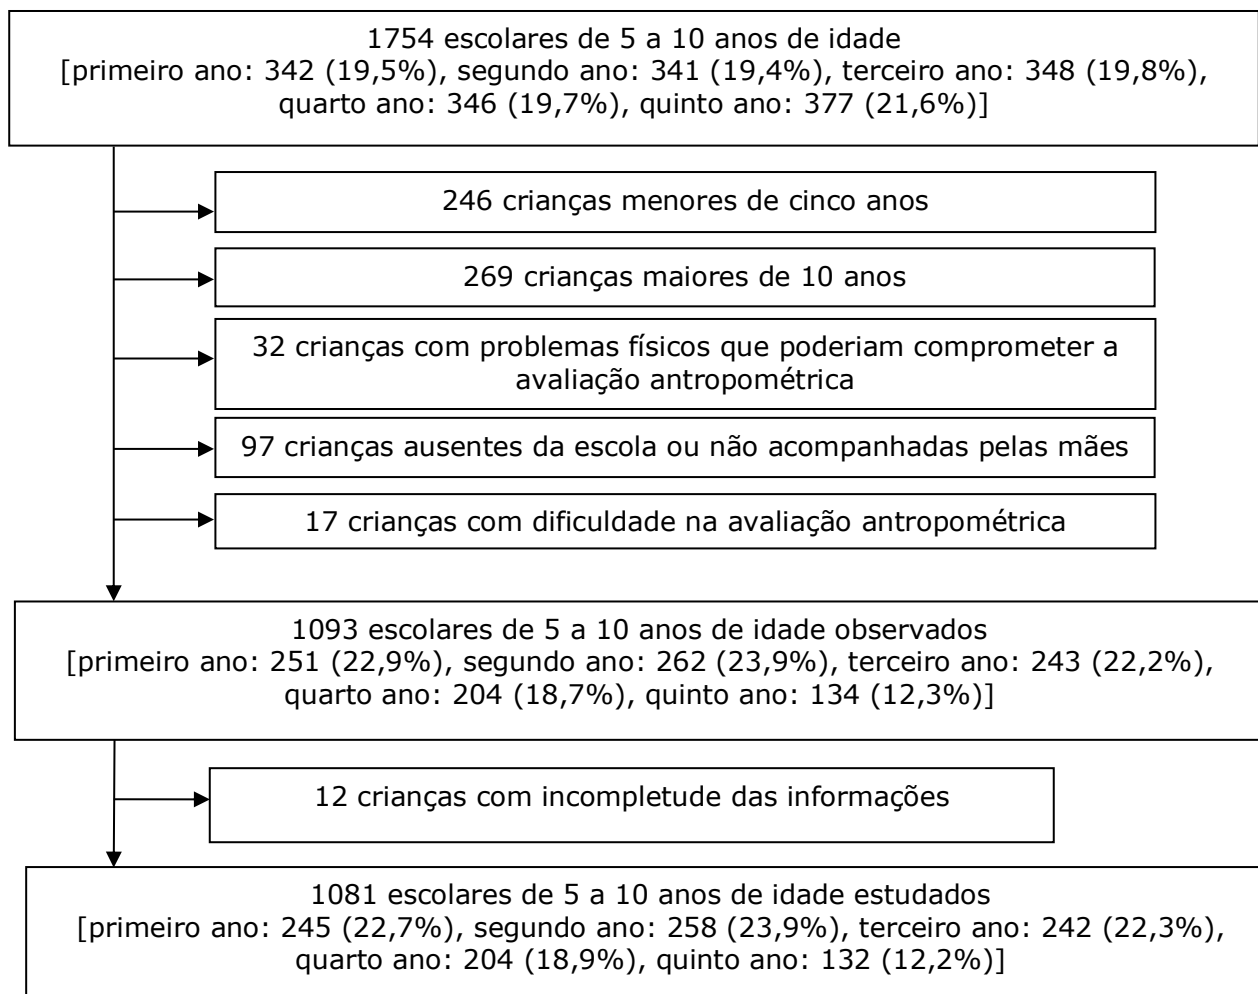 1754 escolares de 5 a 10 anos de idade
[primeiro ano: 342 (19,5%), segundo ano: 341 (19,4%), terceiro ano: 348 (19,8%),
quarto ano: 346 (19,7%), quinto ano: 377 (21,6%)]
246 crianças menores de cinco anos
269 crianças maiores de 10 anos
32 crianças com problemas físicos que poderiam comprometer a
avaliação antropométrica
97 crianças ausentes da escola ou não acompanhadas pelas mães
17 crianças com dificuldade na avaliação antropométrica
1093 escolares de 5 a 10 anos de idade observados
[primeiro ano: 251 (22,9%), segundo ano: 262 (23,9%), terceiro ano: 243 (22,2%),
quarto ano: 204 (18,7%), quinto ano: 134 (12,3%)]
12 crianças com incompletude das informações
1081 escolares de 5 a 10 anos de idade estudados
[primeiro ano: 245 (22,7%), segundo ano: 258 (23,9%), terceiro ano: 242 (22,3%),
quarto ano: 204 (18,9%), quinto ano: 132 (12,2%)]